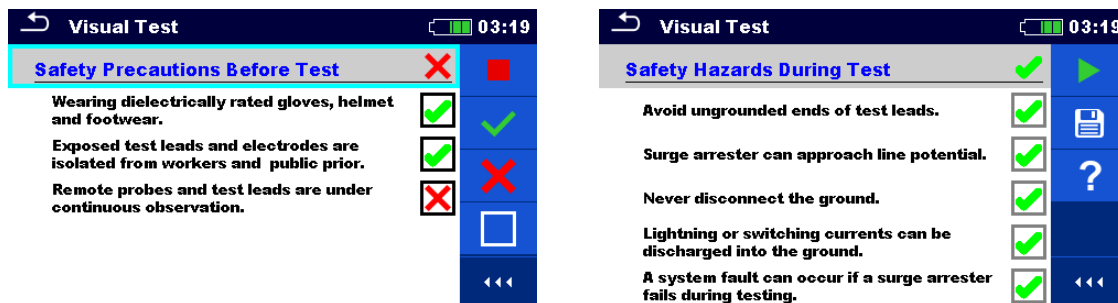 Visual Test 03:19
Safety Precautions Before Test
Wearing dielectrically rated gloves, helmet
and footwear.
Exposed test leads and electrodes are
isolated from workers and public prior.
Remote probes and test leads are under
continuous observation.
Visual Test 03:19
Safety Hazards During Test
Avoid ungrounded ends of test leads.
Surge arrester can approach line potential.
Never disconnect the ground.
Lightning or switching currents can be
discharged into the ground.
A system fault can occur if a surge arrester
fails during testing.
?